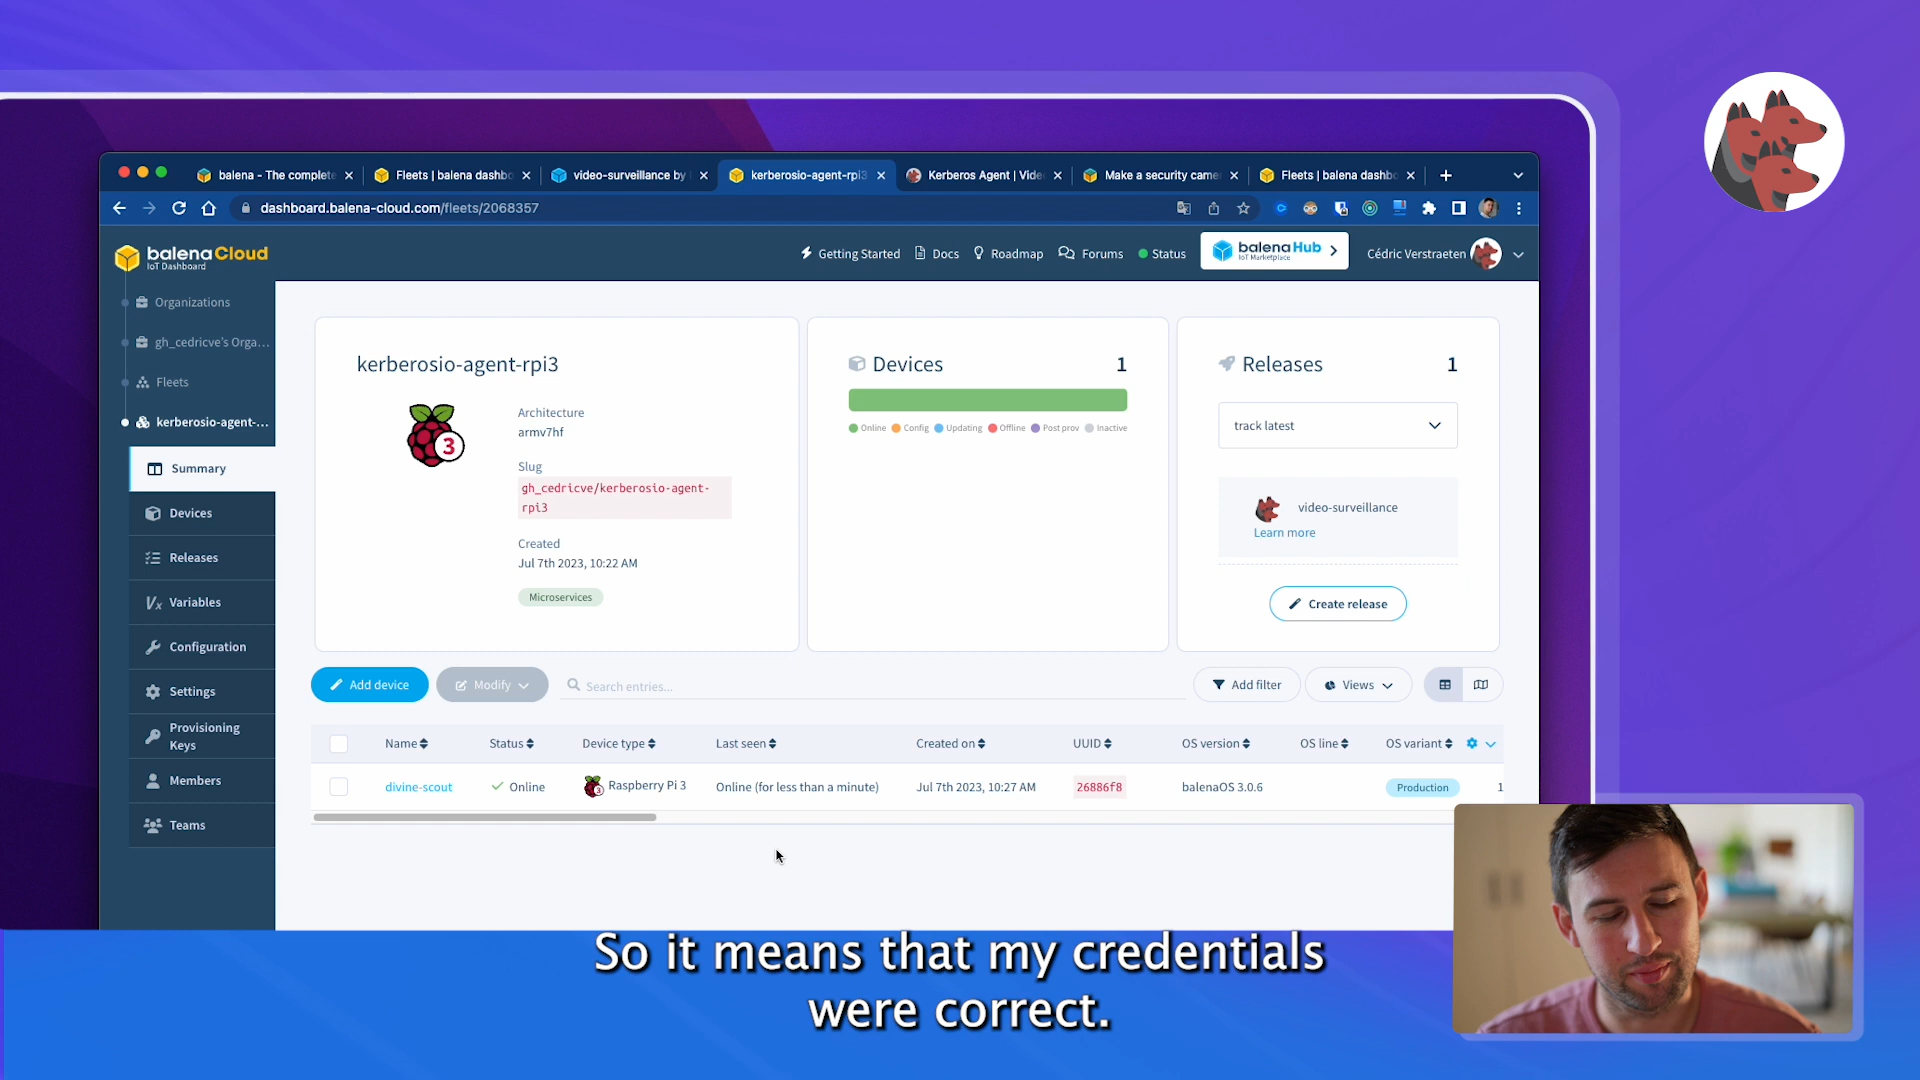 balena - The complete
Fleets | balena dashbo
video-surveillance by
kerberosio-agent-rpi3
Kerberos Agent | Vide
Make a security came
Fleets | balena dashbo
dashboard.balena-cloud.com/fleets/2068357
balenaCloud
IoT Dashboard
Getting Started
Docs
Roadmap
Forums
Status
balenaHub
IoT Marketplace
Cédric Verstraeten
Organizations
gh_cedricve's Orga...
Fleets
kerberosio-agent-...
Summary
Devices
Releases
Variables
Configuration
Settings
Provisioning
Keys
Members
Teams
kerberosio-agent-rpi3
3
Architecture
armv7hf
Slug
gh_cedricve/kerberosio-agent-
rpi3
Created
Jul 7th 2023, 10:22 AM
Microservices
Devices 1
Online Config Updating Offline Post prov Inactive
Releases 1
track latest
video-surveillance
Learn more
Create release
Add device
Modify
Search entries...
Add filter
Views
Name Status Device type Last seen Created on UUID OS version OS line OS variant
divine-scout Online Raspberry Pi 3 Online (for less than a minute) Jul 7th 2023, 10:27 AM 26886f8 balenaOS 3.0.6 Production 1
So it means that my credentials
were correct.